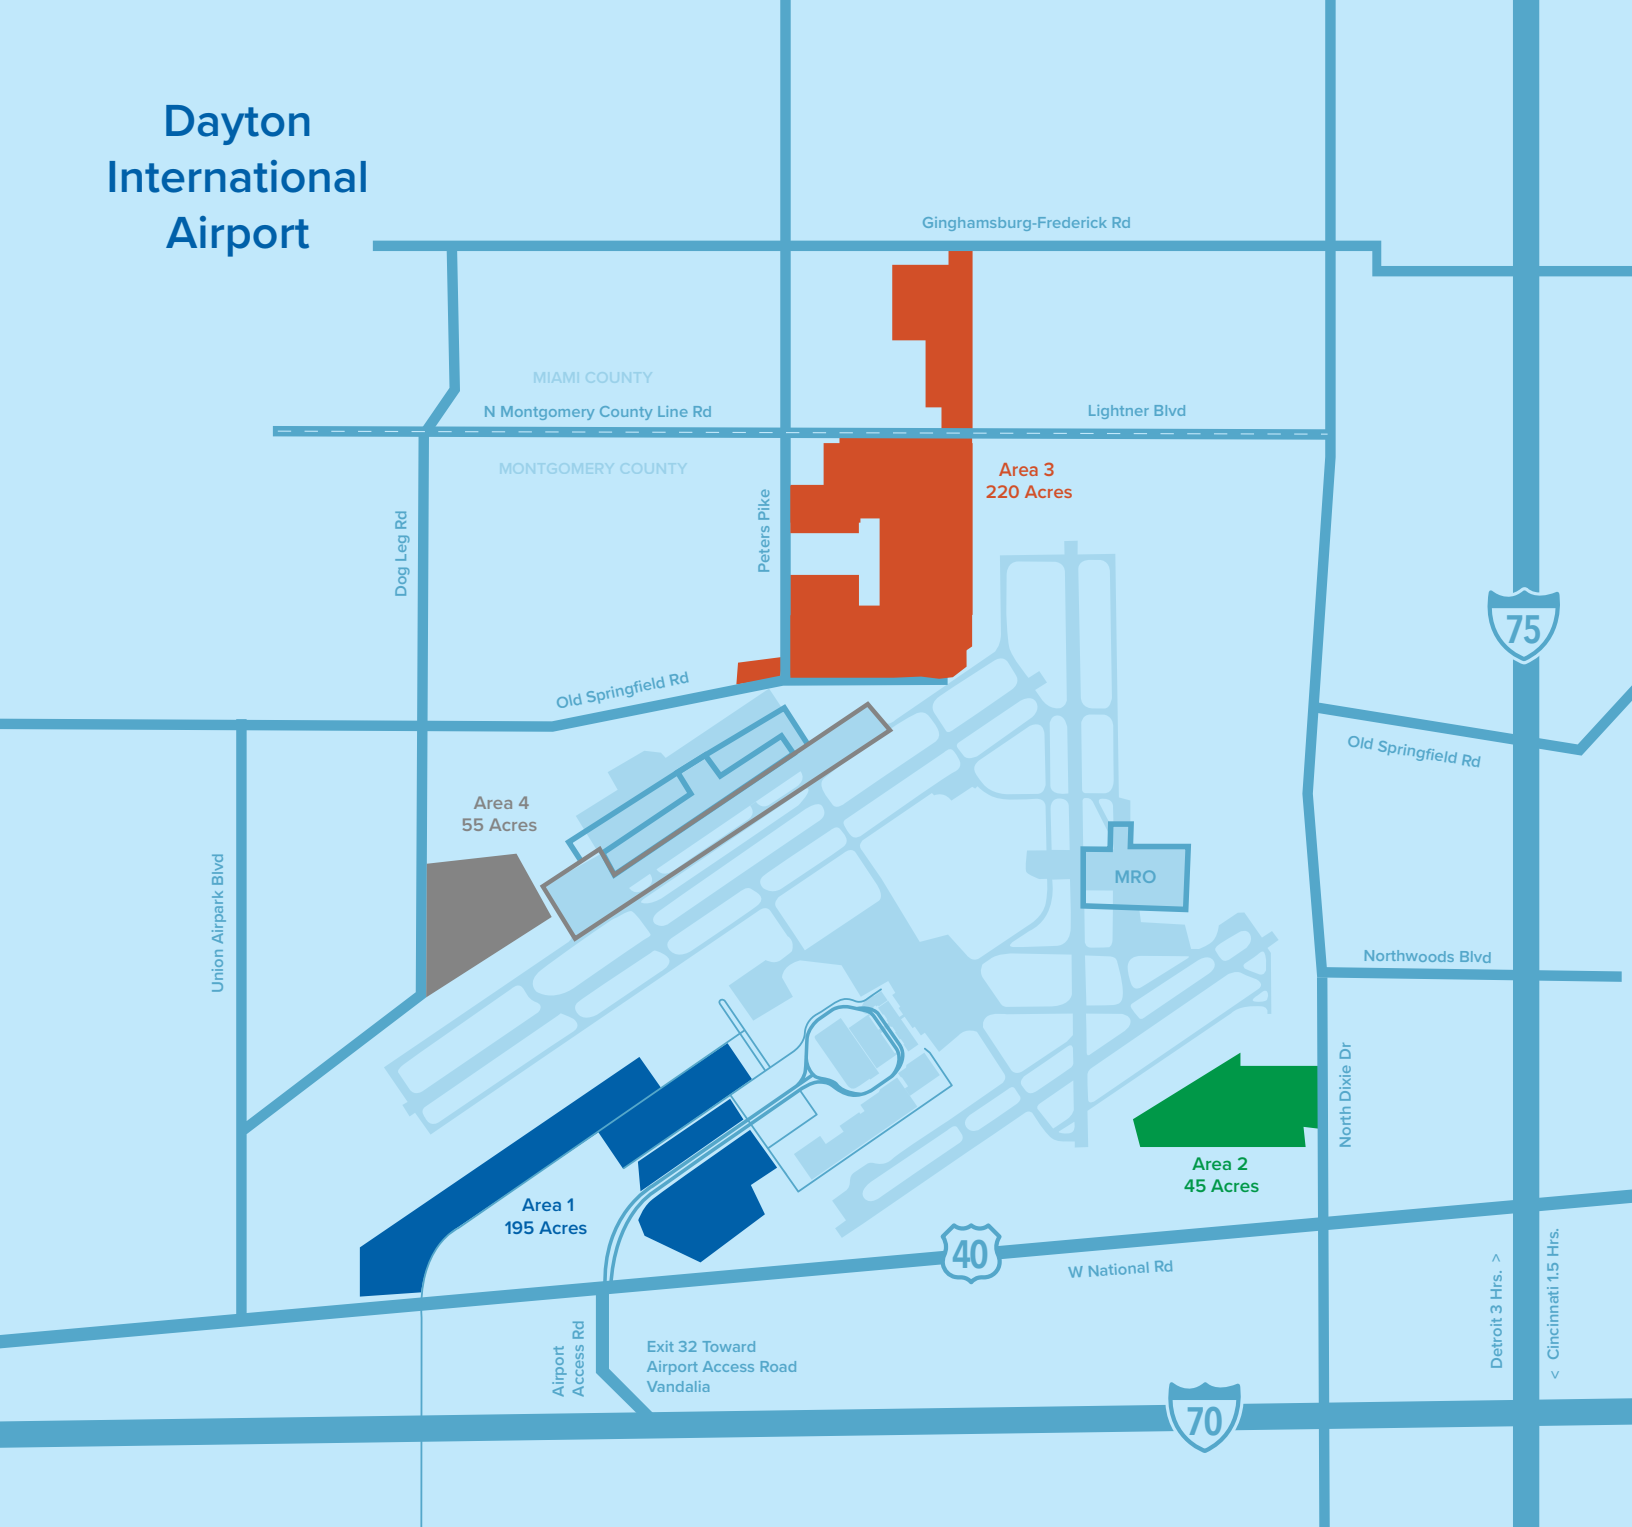 Dayton
International
Airport
Ginghamsburg-Frederick Rd
MIAMI COUNTY
N Montgomery County Line Rd
Lightner Blvd
MONTGOMERY COUNTY
Area 3
220 Acres
Peters Pike
Dog Leg Rd
75
Old Springfield Rd
Old Springfield Rd
Area 4
55 Acres
MRO
Union Airpark Blvd
Northwoods Blvd
North Dixie Dr
Area 2
45 Acres
Area 1
195 Acres
40
W National Rd
Detroit 3 Hrs. >
< Cincinnati 1.5 Hrs.
Airport
Access Rd
Exit 32 Toward
Airport Access Road
Vandalia
70